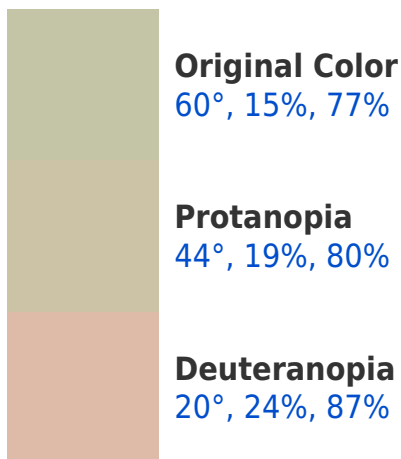 Original Color
60°, 15%, 77%
Protanopia
44°, 19%, 80%
Deuteranopia
20°, 24%, 87%